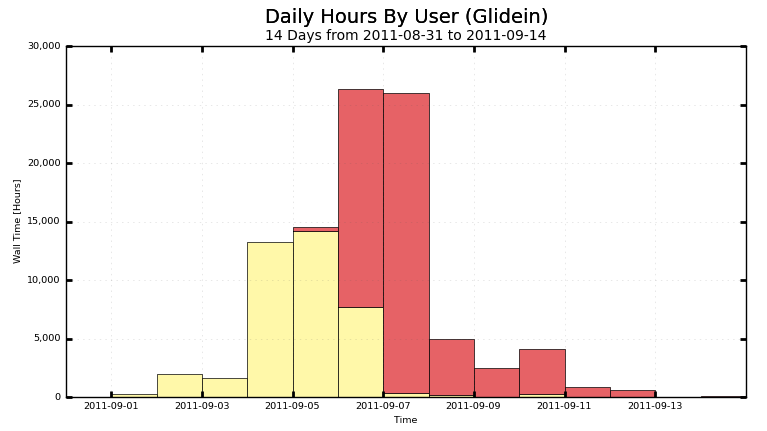 Daily Hours By User (Glidein)
14 Days from 2011-08-31 to 2011-09-14
30,000
25,000
20,000
15,000
10,000
5,000
0
Wall Time [Hours]
2011-09-01 2011-09-03 2011-09-05 2011-09-07 2011-09-09 2011-09-11 2011-09-13
Time